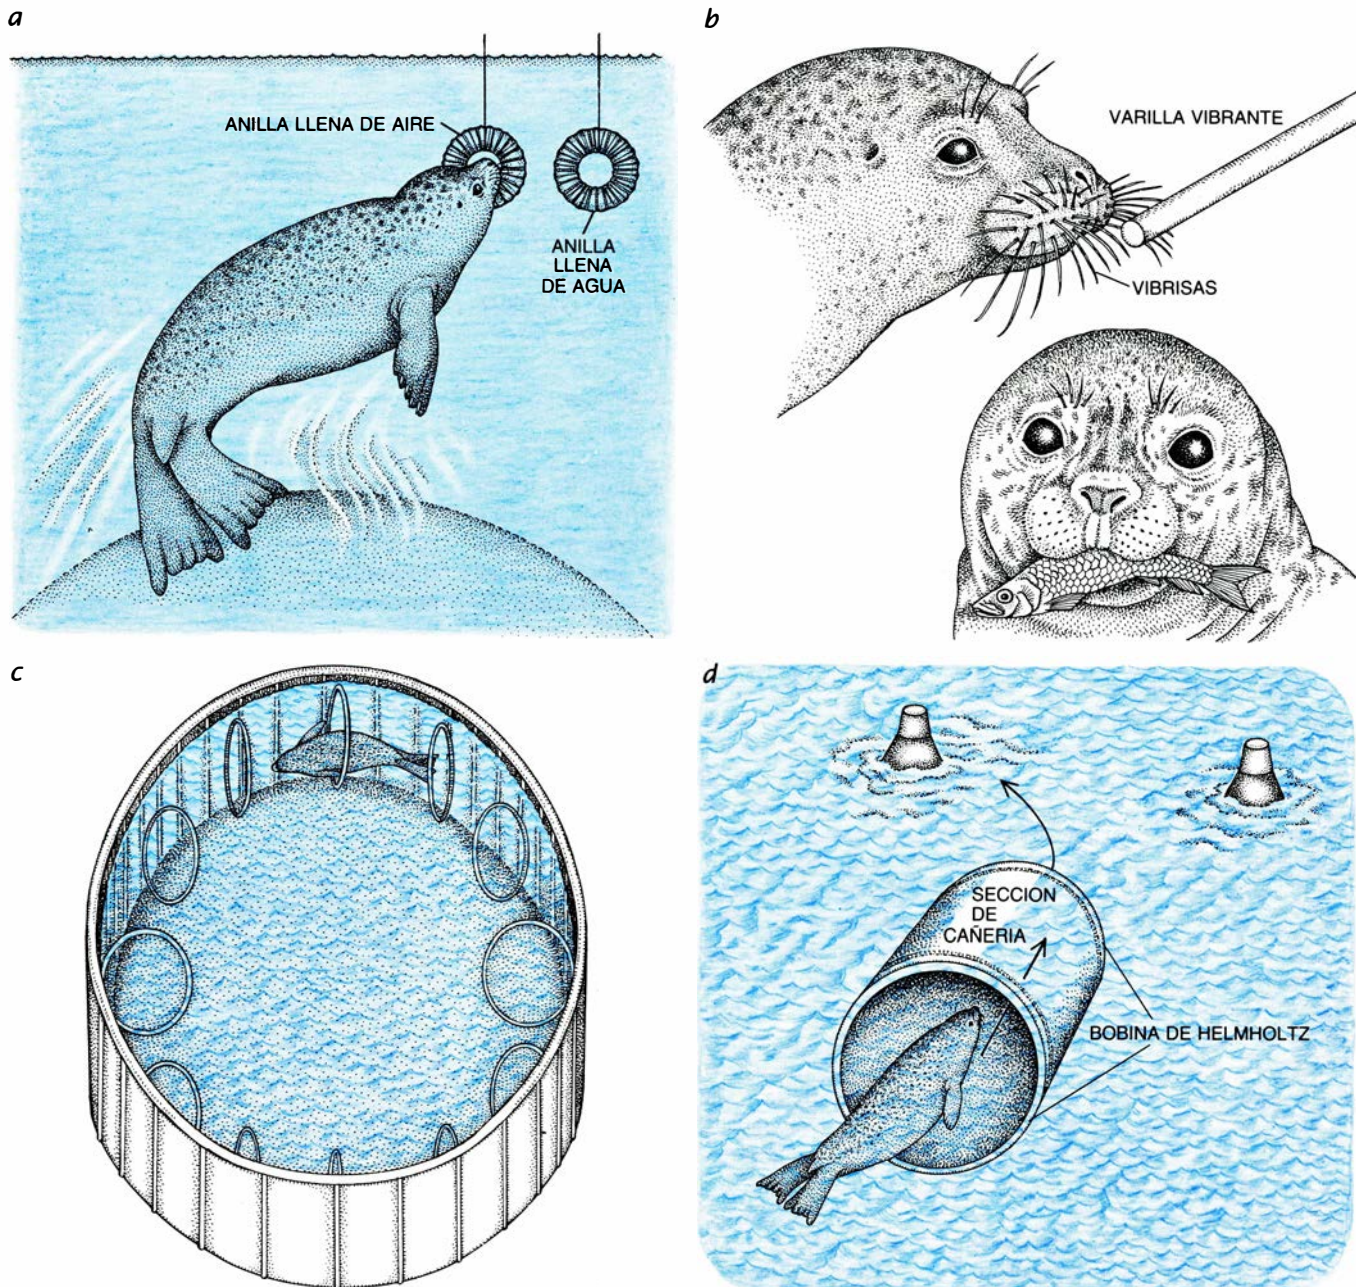 a
ANILLA LLENA DE AIRE
ANILLA
LLENA
DE AGUA
b
VARILLA VIBRANTE
VIBRISAS
c
d
SECCION
DE
CAÑERIA
BOBINA DE HELMHOLTZ